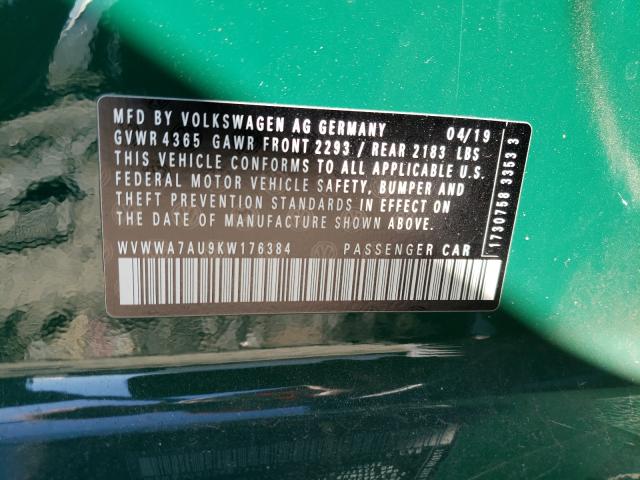 MFD BY VOLKSWAGEN AG GERMANY 04/19
GVWR 4365 GAWR FRONT 2293 / REAR 2183 LBS
THIS VEHICLE CONFORMS TO ALL APPLICABLE U.S.
FEDERAL MOTOR VEHICLE SAFETY, BUMPER AND
THEFT PREVENTION STANDARDS IN EFFECT ON
THE DATE OF MANUFACTURE SHOWN ABOVE.
WVWWA7AU9KW176384 PASSENGER CAR
1730758 3353 3